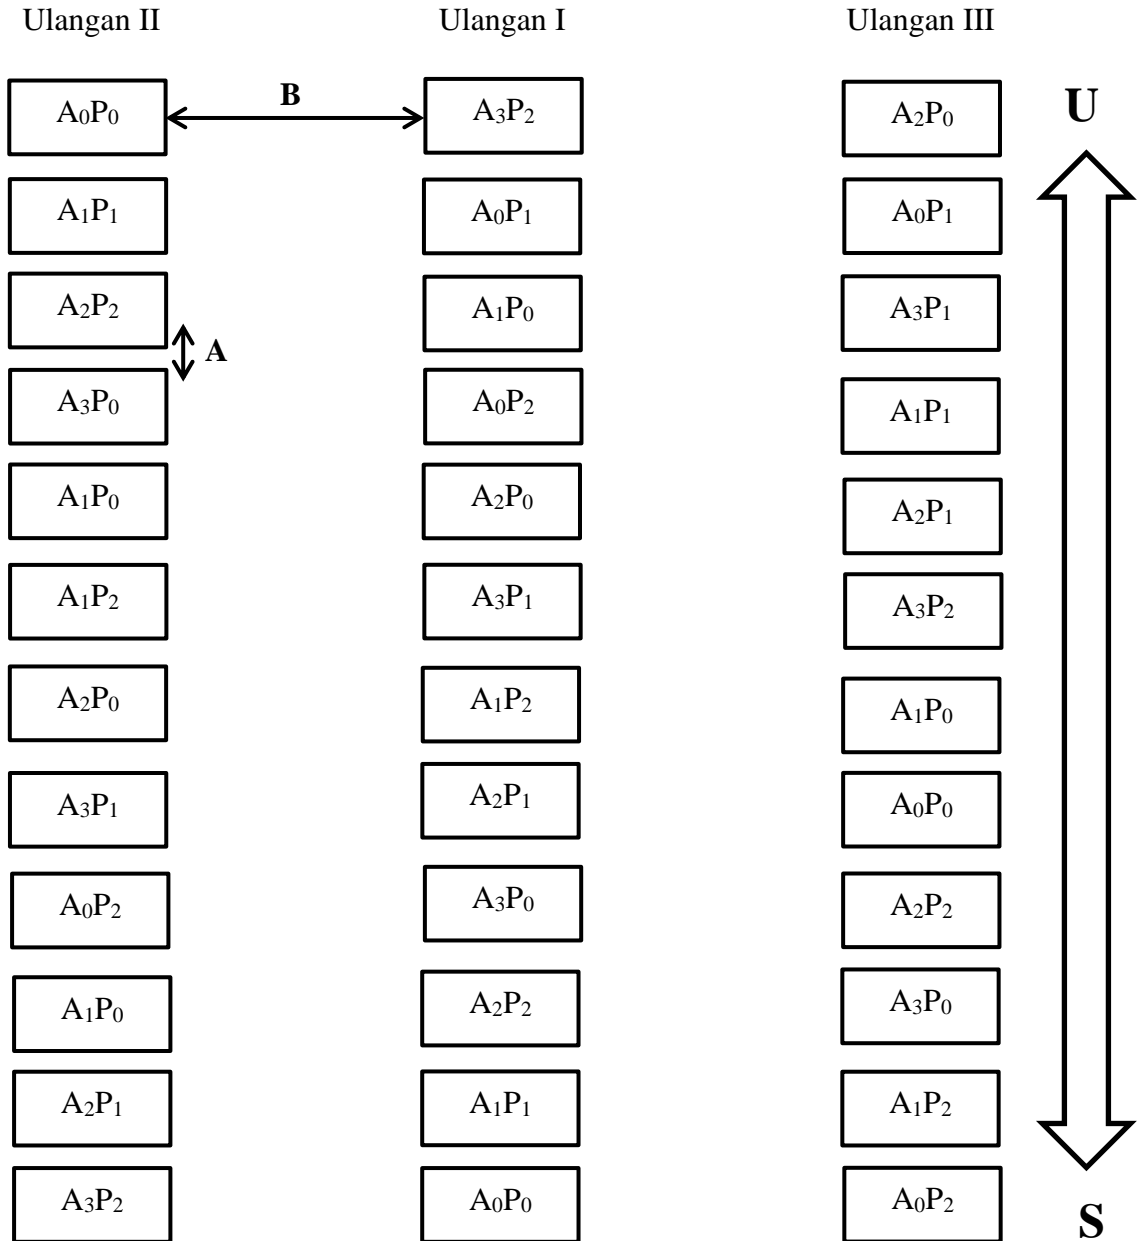 Ulangan II Ulangan I Ulangan III
A₀P₀ B A₃P₂ A₂P₀ U
A₁P₁ A₀P₁ A₀P₁
A₂P₂ A₁P₀ A₃P₁
A
A₃P₀ A₀P₂ A₁P₁
A₁P₀ A₂P₀ A₂P₁
A₁P₂ A₃P₁ A₃P₂
A₂P₀ A₁P₂ A₁P₀
A₃P₁ A₂P₁ A₀P₀
A₀P₂ A₃P₀ A₂P₂
A₁P₀ A₂P₂ A₃P₀
A₂P₁ A₁P₁ A₁P₂
A₃P₂ A₀P₀ A₀P₂ S